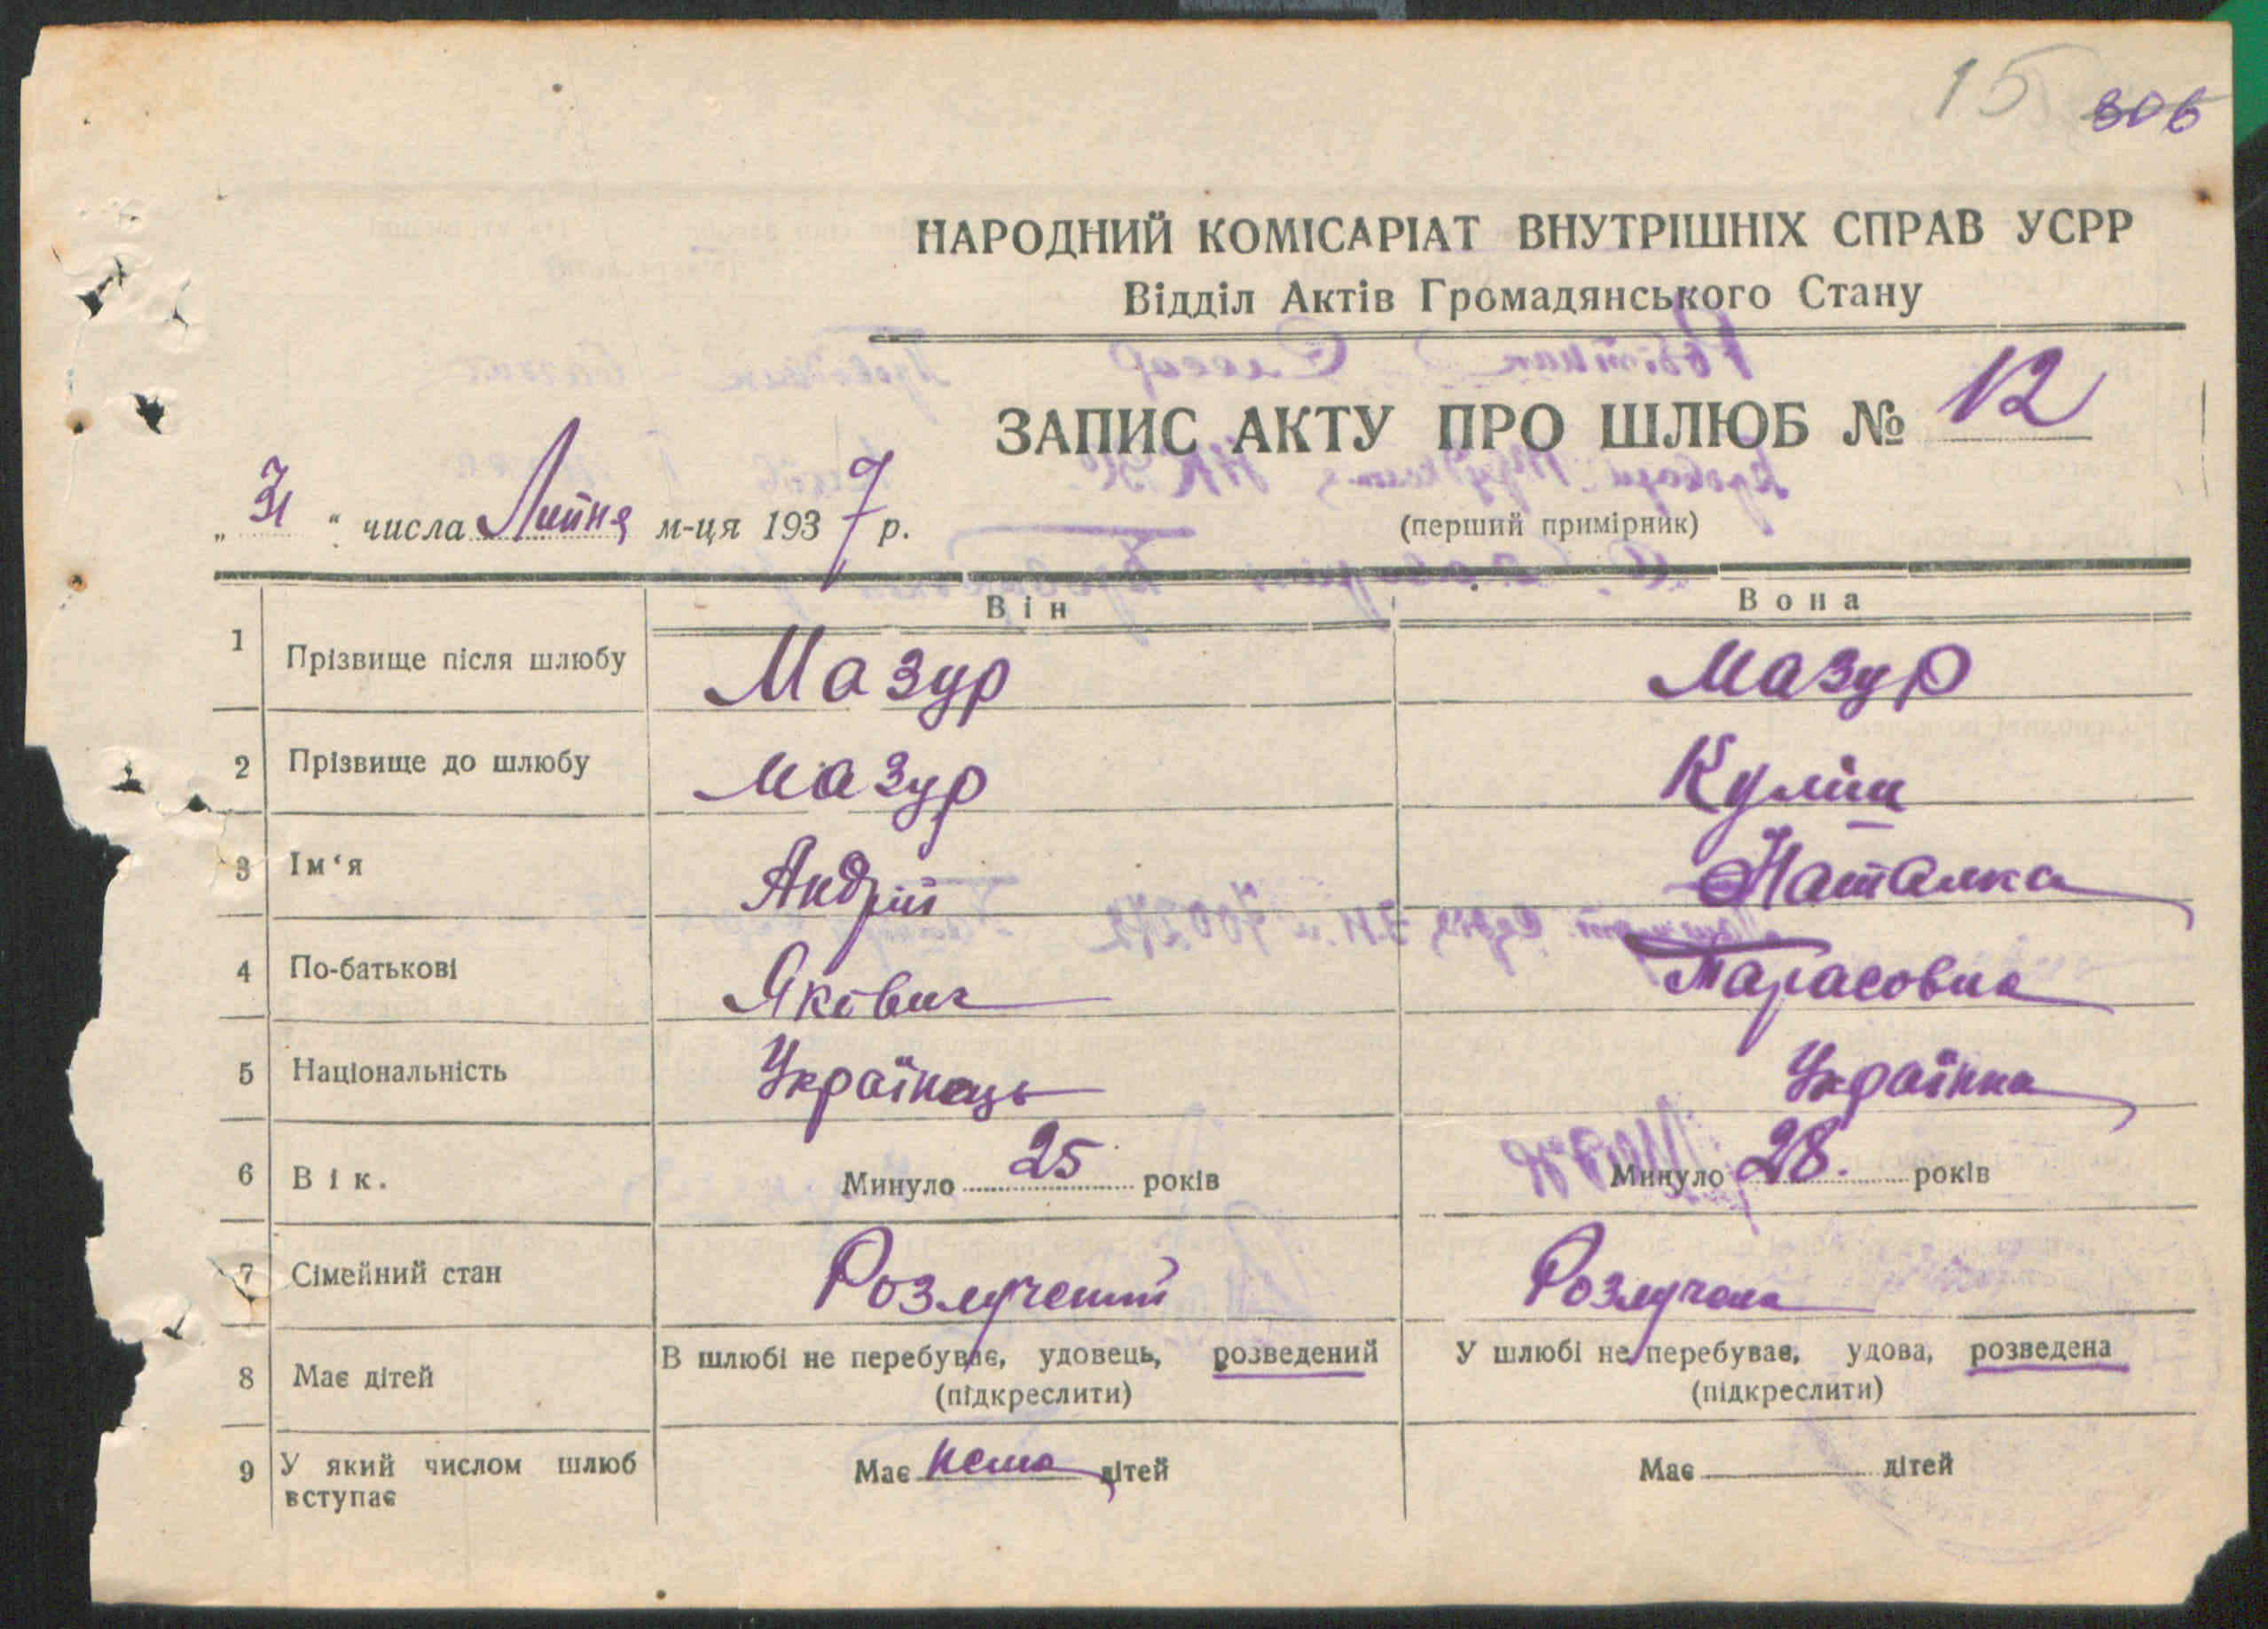 15 306
НАРОДНИЙ КОМІСАРІАТ ВНУТРІШНІХ СПРАВ УСРР
Відділ Актів Громадянського Стану
ЗАПИС АКТУ ПРО ШЛЮБ № 12
„31“ числа Липня м-ця 1937 р.
(перший примірник)
Він Вона
1 Прізвище після шлюбу Мазур Мазур
2 Прізвище до шлюбу Мазур Куліш
3 Ім‘я Андрій Наталка
4 По-батькові Яківич Тарасовна
5 Національність Українець Українка
6 Вік. Минуло 25 років Минуло 28. років
7 Сімейний стан Розлучений Розлучена
8 Має дітей В шлюбі не перебуває, удовець, розведений У шлюбі не перебуває, удова, розведена
(підкреслити) (підкреслити)
9 У який числом шлюб Має нема дітей Має дітей
вступає